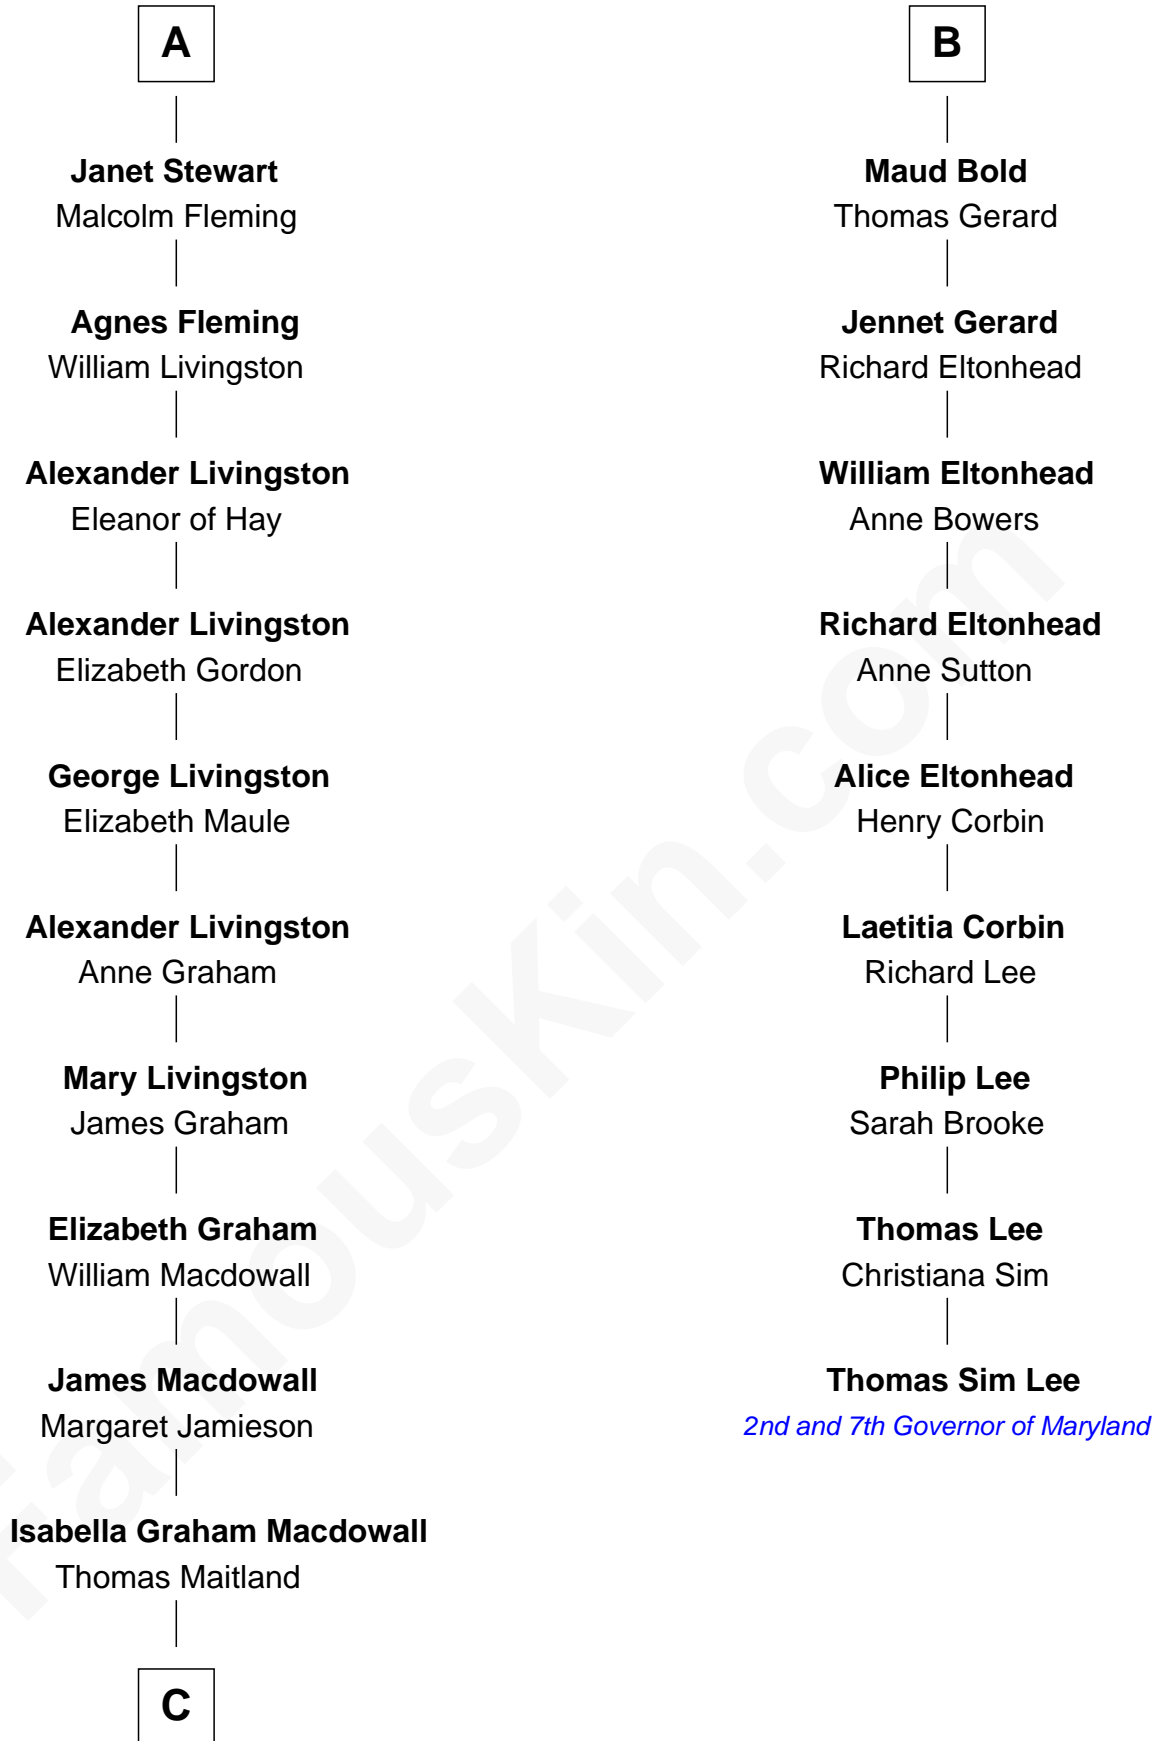 A
Janet Stewart
Malcolm Fleming
Agnes Fleming
William Livingston
Alexander Livingston
Eleanor of Hay
Alexander Livingston
Elizabeth Gordon
George Livingston
Elizabeth Maule
Alexander Livingston
Anne Graham
Mary Livingston
James Graham
Elizabeth Graham
William Macdowall
James Macdowall
Margaret Jamieson
Isabella Graham Macdowall
Thomas Maitland
C
B
Maud Bold
Thomas Gerard
Jennet Gerard
Richard Eltonhead
William Eltonhead
Anne Bowers
Richard Eltonhead
Anne Sutton
Alice Eltonhead
Henry Corbin
Laetitia Corbin
Richard Lee
Philip Lee
Sarah Brooke
Thomas Lee
Christiana Sim
Thomas Sim Lee
2nd and 7th Governor of Maryland
FamousKin.com